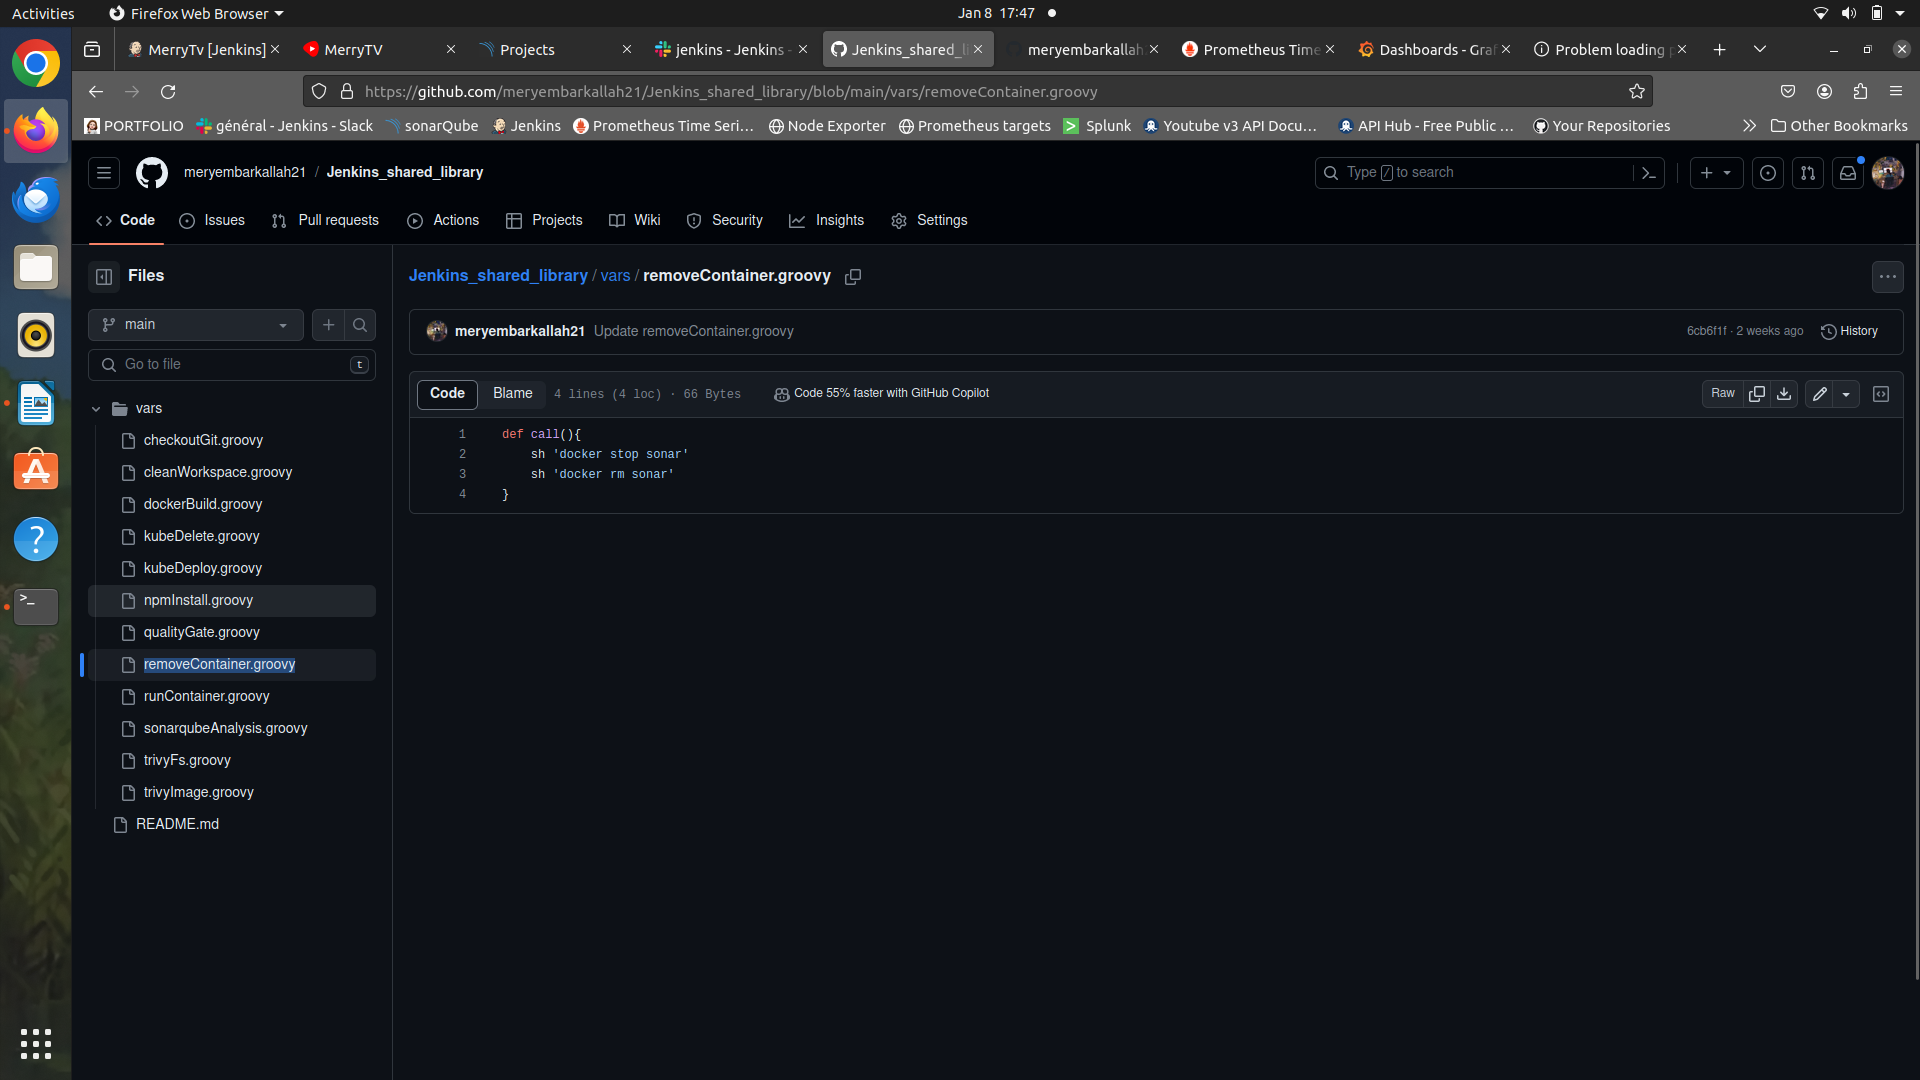 Activities
Firefox Web Browser
Jan 8 17:47
MerryTv [Jenkins]
MerryTV
Projects
jenkins - Jenkins -
Jenkins_shared_li
meryembarkallah
Prometheus Time
Dashboards - Graf
Problem loading p
https://github.com/meryembarkallah21/Jenkins_shared_library/blob/main/vars/removeContainer.groovy
PORTFOLIO
général - Jenkins - Slack
sonarQube
Jenkins
Prometheus Time Seri…
Node Exporter
Prometheus targets
Splunk
Youtube v3 API Docu…
API Hub - Free Public …
Your Repositories
Other Bookmarks
meryembarkallah21 / Jenkins_shared_library
Type / to search
Code
Issues
Pull requests
Actions
Projects
Wiki
Security
Insights
Settings
Files
main
Go to file
t
vars
checkoutGit.groovy
cleanWorkspace.groovy
dockerBuild.groovy
kubeDelete.groovy
kubeDeploy.groovy
npmInstall.groovy
qualityGate.groovy
removeContainer.groovy
runContainer.groovy
sonarqubeAnalysis.groovy
trivyFs.groovy
trivyImage.groovy
README.md
Jenkins_shared_library / vars / removeContainer.groovy
meryembarkallah21 Update removeContainer.groovy
6cb6f1f · 2 weeks ago
History
Code
Blame
4 lines (4 loc) · 66 Bytes
Code 55% faster with GitHub Copilot
Raw
1 def call(){
2 sh 'docker stop sonar'
3 sh 'docker rm sonar'
4 }